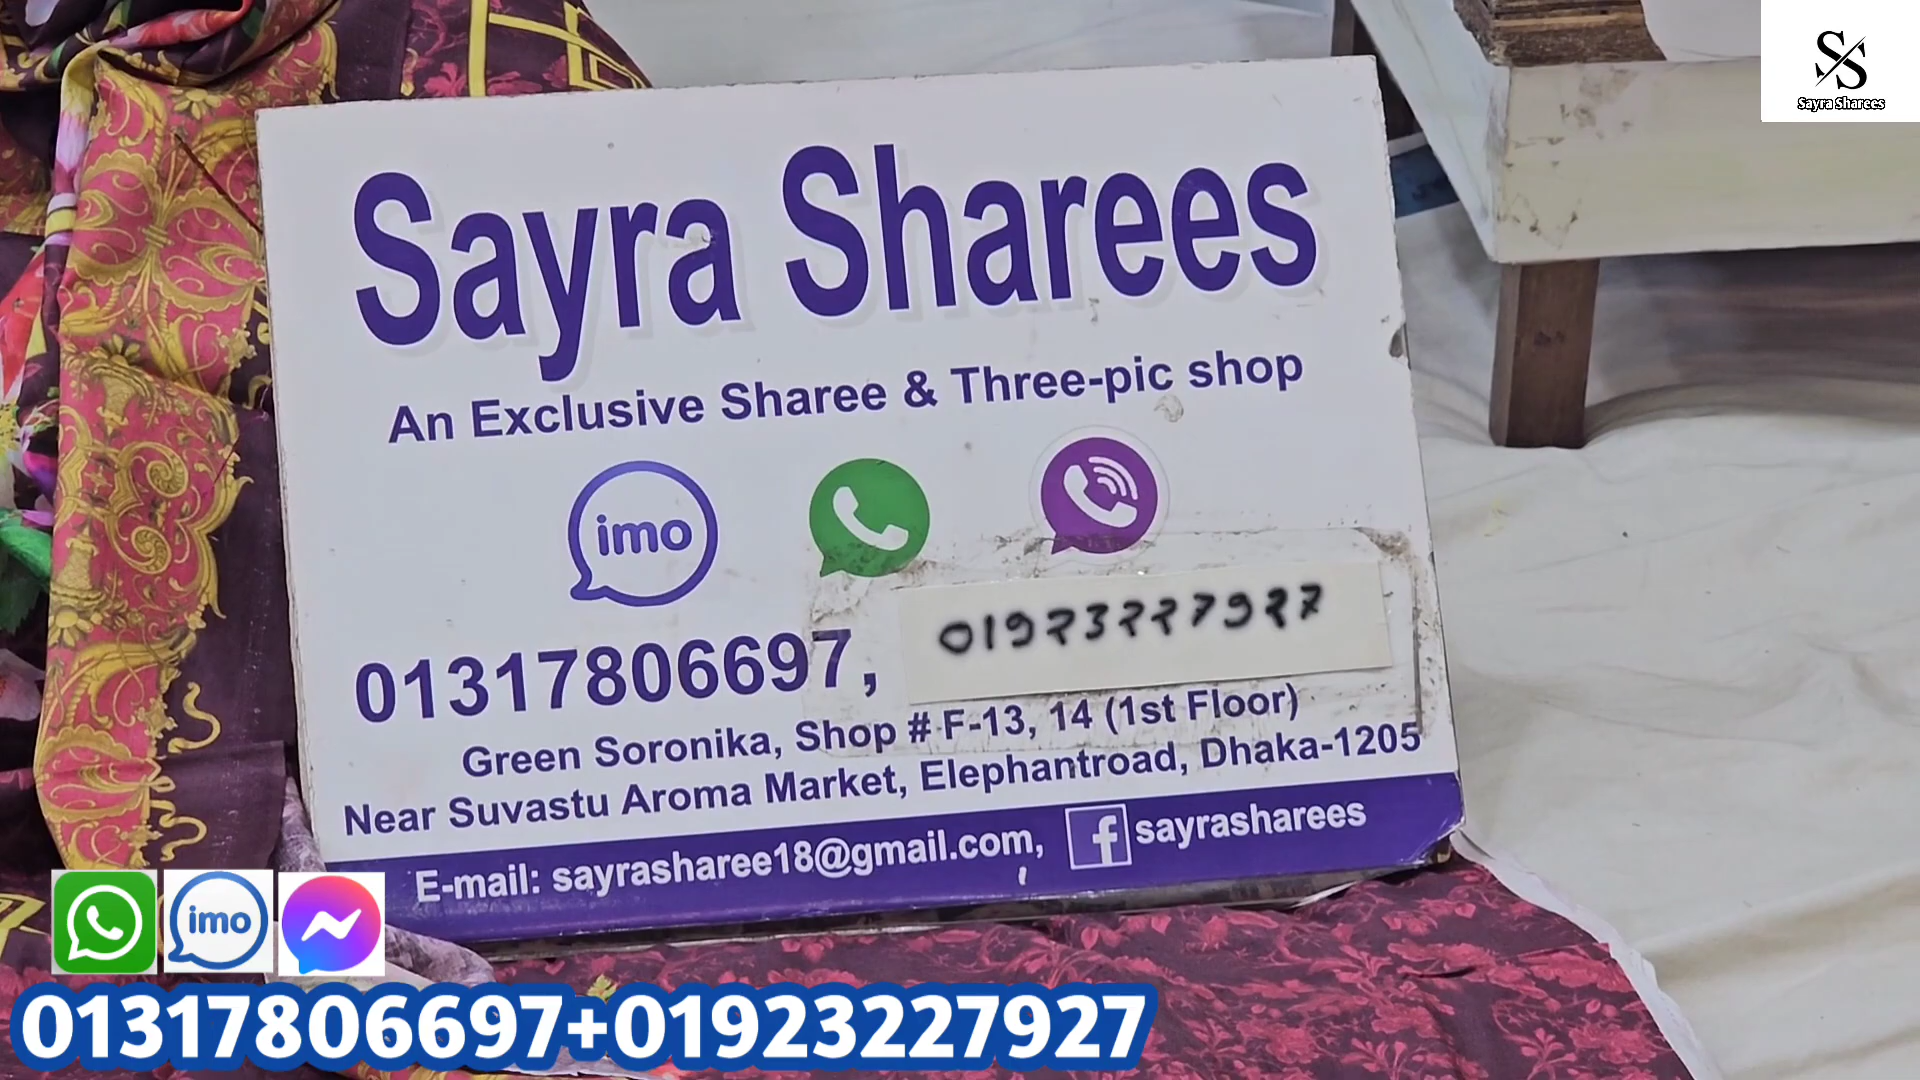 SS
Sayra Sharees
Sayra Sharees
An Exclusive Sharee & Three-pic shop
imo
01317806697, 01923227927
Green Soronika, Shop # F-13, 14 (1st Floor)
Near Suvastu Aroma Market, Elephantroad, Dhaka-1205
E-mail: sayrasharee18@gmail.com, f sayrasharees
imo
01317806697+01923227927